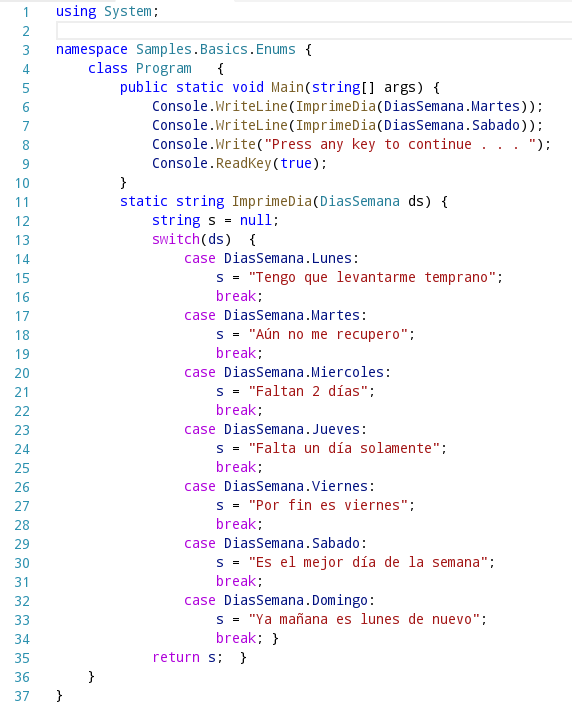 1 using System;
2
3 namespace Samples.Basics.Enums {
4     class Program   {
5         public static void Main(string[] args) {
6             Console.WriteLine(ImprimeDia(DiasSemana.Martes));
7             Console.WriteLine(ImprimeDia(DiasSemana.Sabado));
8             Console.Write("Press any key to continue . . . ");
9             Console.ReadKey(true);
10         }
11         static string ImprimeDia(DiasSemana ds) {
12             string s = null;
13             switch(ds)  {
14                 case DiasSemana.Lunes:
15                     s = "Tengo que levantarme temprano";
16                     break;
17                 case DiasSemana.Martes:
18                     s = "Aún no me recupero";
19                     break;
20                 case DiasSemana.Miercoles:
21                     s = "Faltan 2 días";
22                     break;
23                 case DiasSemana.Jueves:
24                     s = "Falta un día solamente";
25                     break;
26                 case DiasSemana.Viernes:
27                     s = "Por fin es viernes";
28                     break;
29                 case DiasSemana.Sabado:
30                     s = "Es el mejor día de la semana";
31                     break;
32                 case DiasSemana.Domingo:
33                     s = "Ya mañana es lunes de nuevo";
34                     break; }
35             return s;  }
36     }
37 }